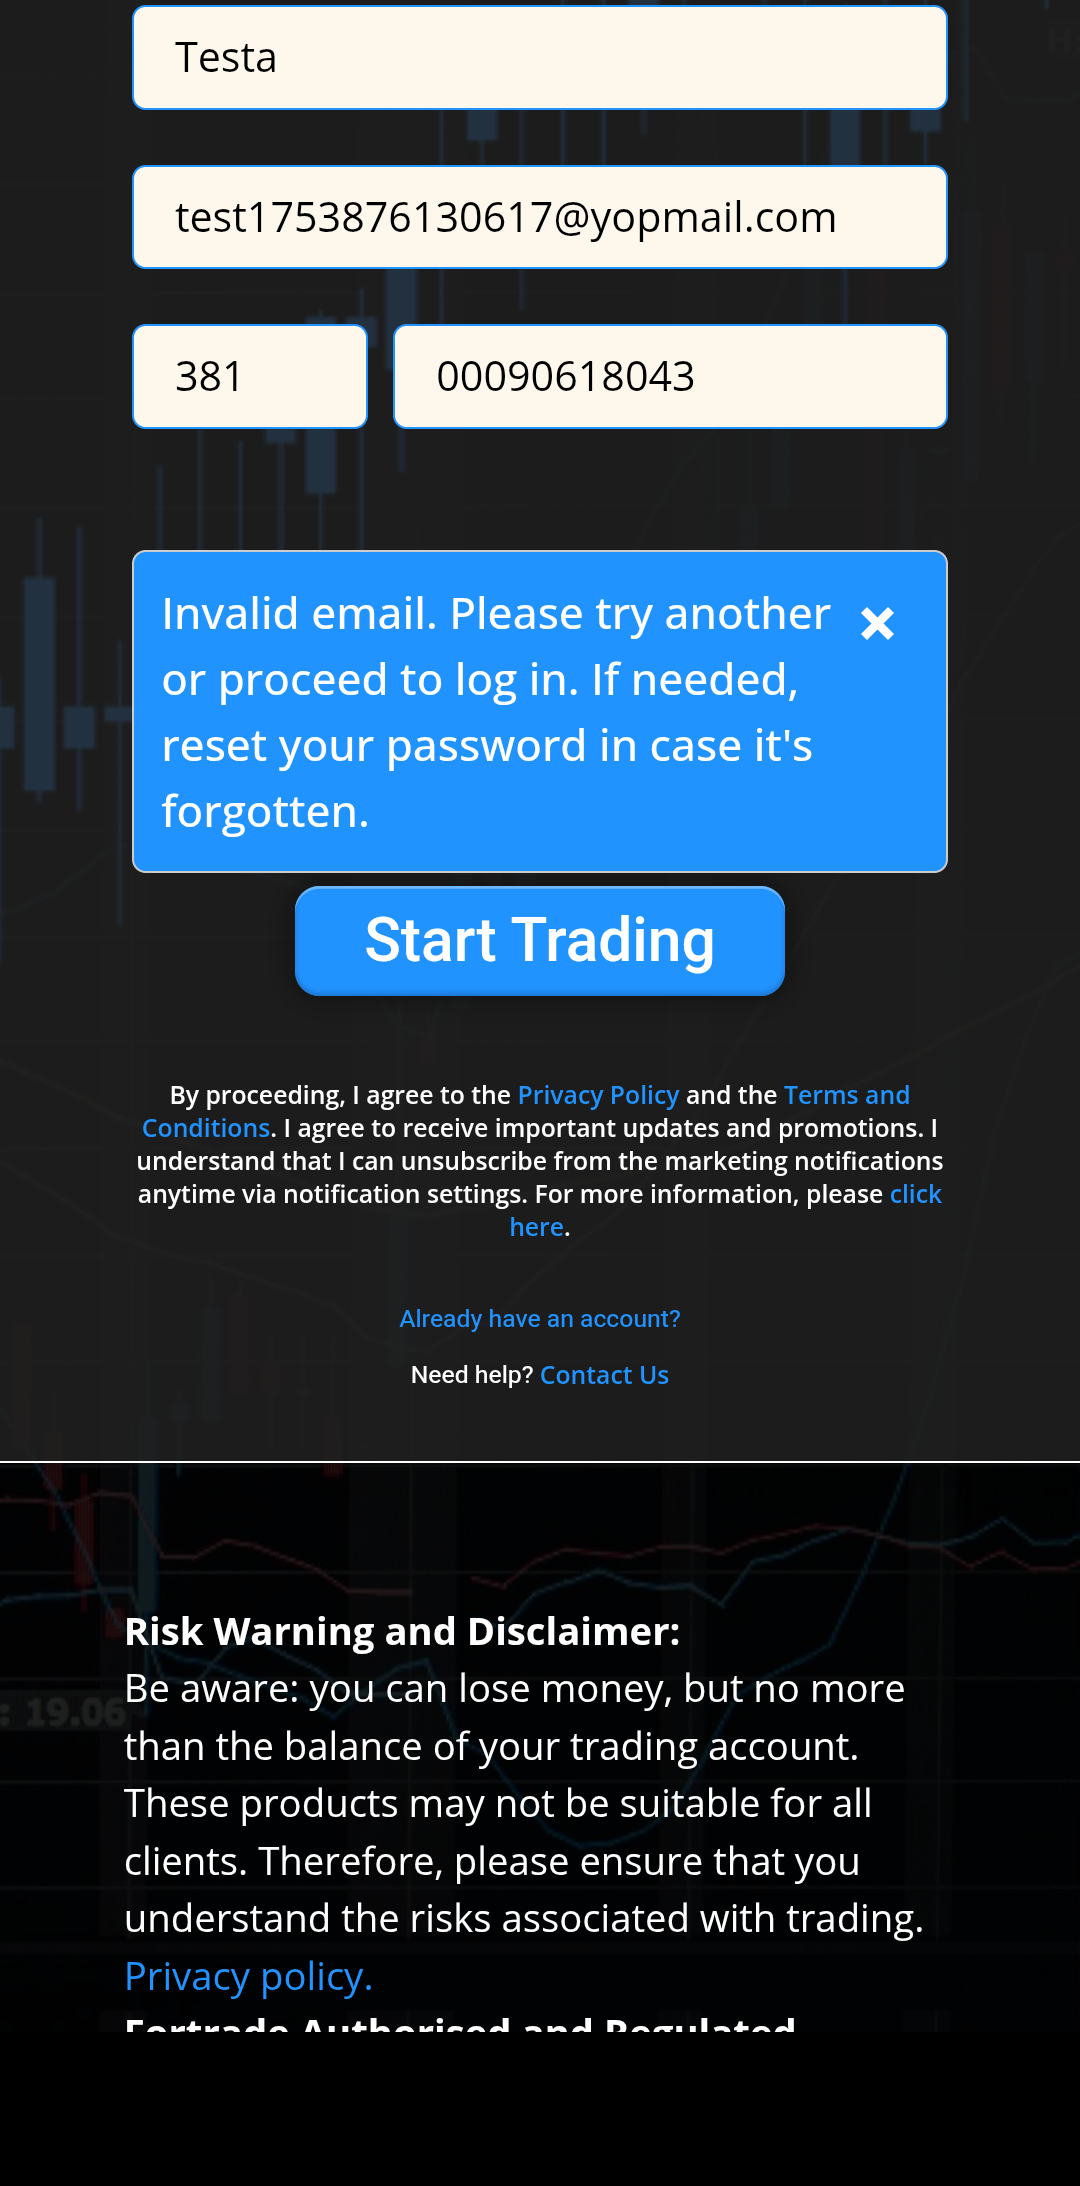 Testa
test1753876130617@yopmail.com
381
00090618043
Invalid email. Please try another
or proceed to log in. If needed,
reset your password in case it's
forgotten.
Start Trading
By proceeding, I agree to the Privacy Policy and the Terms and
Conditions. I agree to receive important updates and promotions. I
understand that I can unsubscribe from the marketing notifications
anytime via notification settings. For more information, please click
here.
Already have an account?
Need help? Contact Us
Risk Warning and Disclaimer:
Be aware: you can lose money, but no more
: 19.06
than the balance of your trading account.
These products may not be suitable for all
clients. Therefore, please ensure that you
understand the risks associated with trading.
Privacy policy.
Fortrade Authorised and Regulated